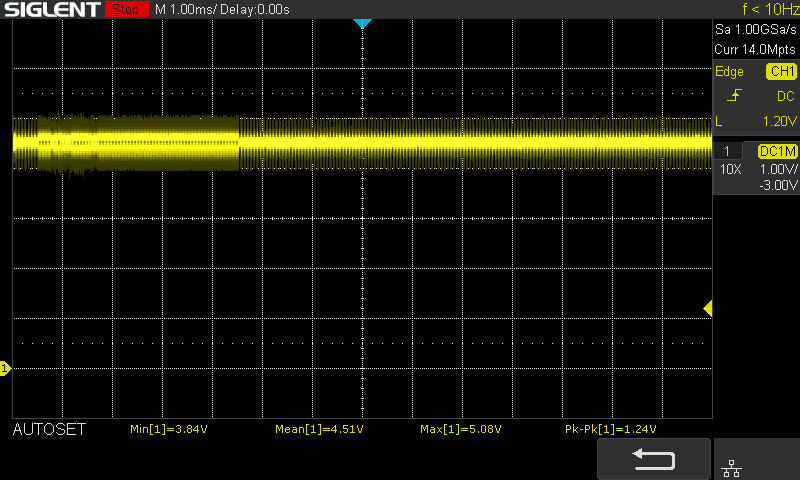 SIGLENT Stop M 1.00ms/ Delay:0.00s f < 10Hz
Sa 1.00GSa/s
Curr 14.0Mpts
Edge CH1
DC
L 1.20V
1 DC1M
10X 1.00V/
-3.00V
1
AUTOSET Min[1]=3.84V Mean[1]=4.51V Max[1]=5.08V Pk-Pk[1]=1.24V